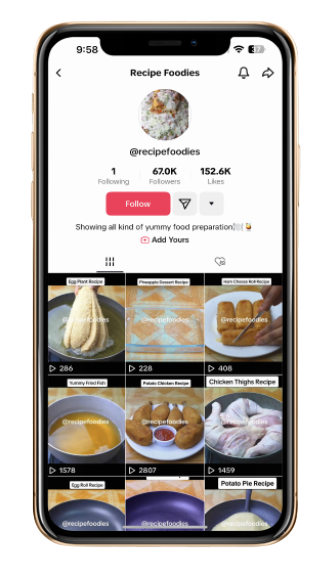 9:58
37
Recipe Foodies
@recipefoodies
1 67.0K 152.6K
Following Followers Likes
Follow
Showing all kind of yummy food preparation🍽️🍹
Add Yours
Egg Plant Recipe Pineapple Dessert Recipe Ham Cheese Roll Recipe
@recipefoodies @recipefoodies @recipefoodies
286 228 408
Yummy Fried Fish Potato Chicken Recipe Chicken Thighs Recipe
@recipefoodies @recipefoodies @recipefoodies
1578 2807 1459
Egg Roll Recipe Potato Pie Recipe
@recipefoodies @recipefoodies @recipefoodies